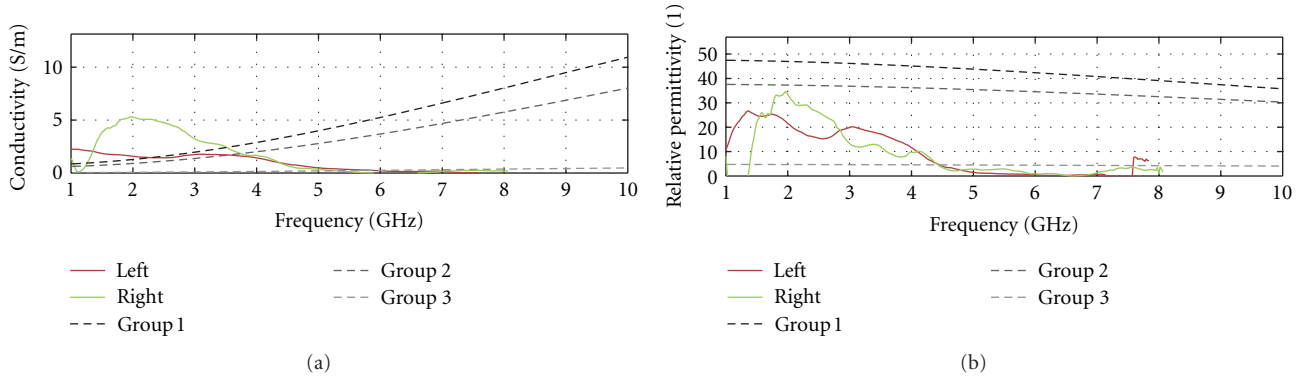 Conductivity (S/m)
10
5
0
1 2 3 4 5 6 7 8 9 10
Frequency (GHz)
Left
Right
Group 1
Group 2
Group 3
(a)
Relative permittivity (1)
50
40
30
20
10
0
1 2 3 4 5 6 7 8 9 10
Frequency (GHz)
Left
Right
Group 1
Group 2
Group 3
(b)